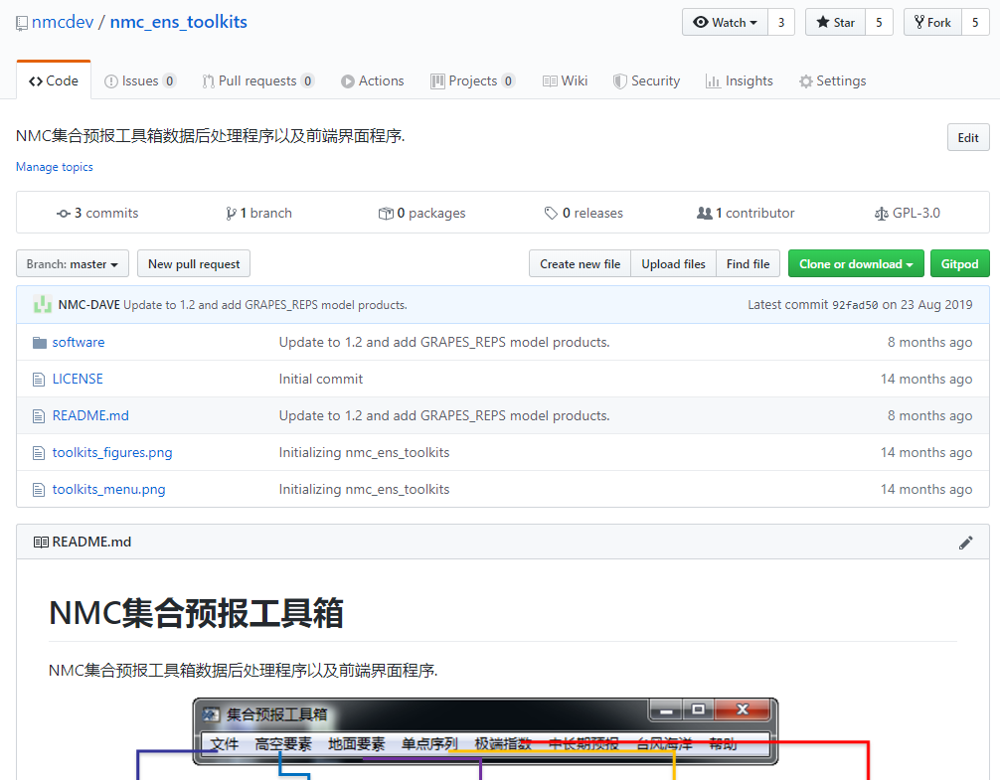 nmcdev / nmc_ens_toolkits
Watch 3 Star 5 Fork 5
Code Issues 0 Pull requests 0 Actions Projects 0 Wiki Security Insights Settings
NMC集合预报工具箱数据后处理程序以及前端界面程序. Edit
Manage topics
3 commits 1 branch 0 packages 0 releases 1 contributor GPL-3.0
Branch: master New pull request Create new file Upload files Find file Clone or download Gitpod
NMC-DAVE Update to 1.2 and add GRAPES_REPS model products. Latest commit 92fad50 on 23 Aug 2019
software Update to 1.2 and add GRAPES_REPS model products. 8 months ago
LICENSE Initial commit 14 months ago
README.md Update to 1.2 and add GRAPES_REPS model products. 8 months ago
toolkits_figures.png Initializing nmc_ens_toolkits 14 months ago
toolkits_menu.png Initializing nmc_ens_toolkits 14 months ago
README.md
NMC集合预报工具箱
NMC集合预报工具箱数据后处理程序以及前端界面程序.
集合预报工具箱
文件 高空要素 地面要素 单点序列 极端指数 中长期预报 台风海洋 帮助